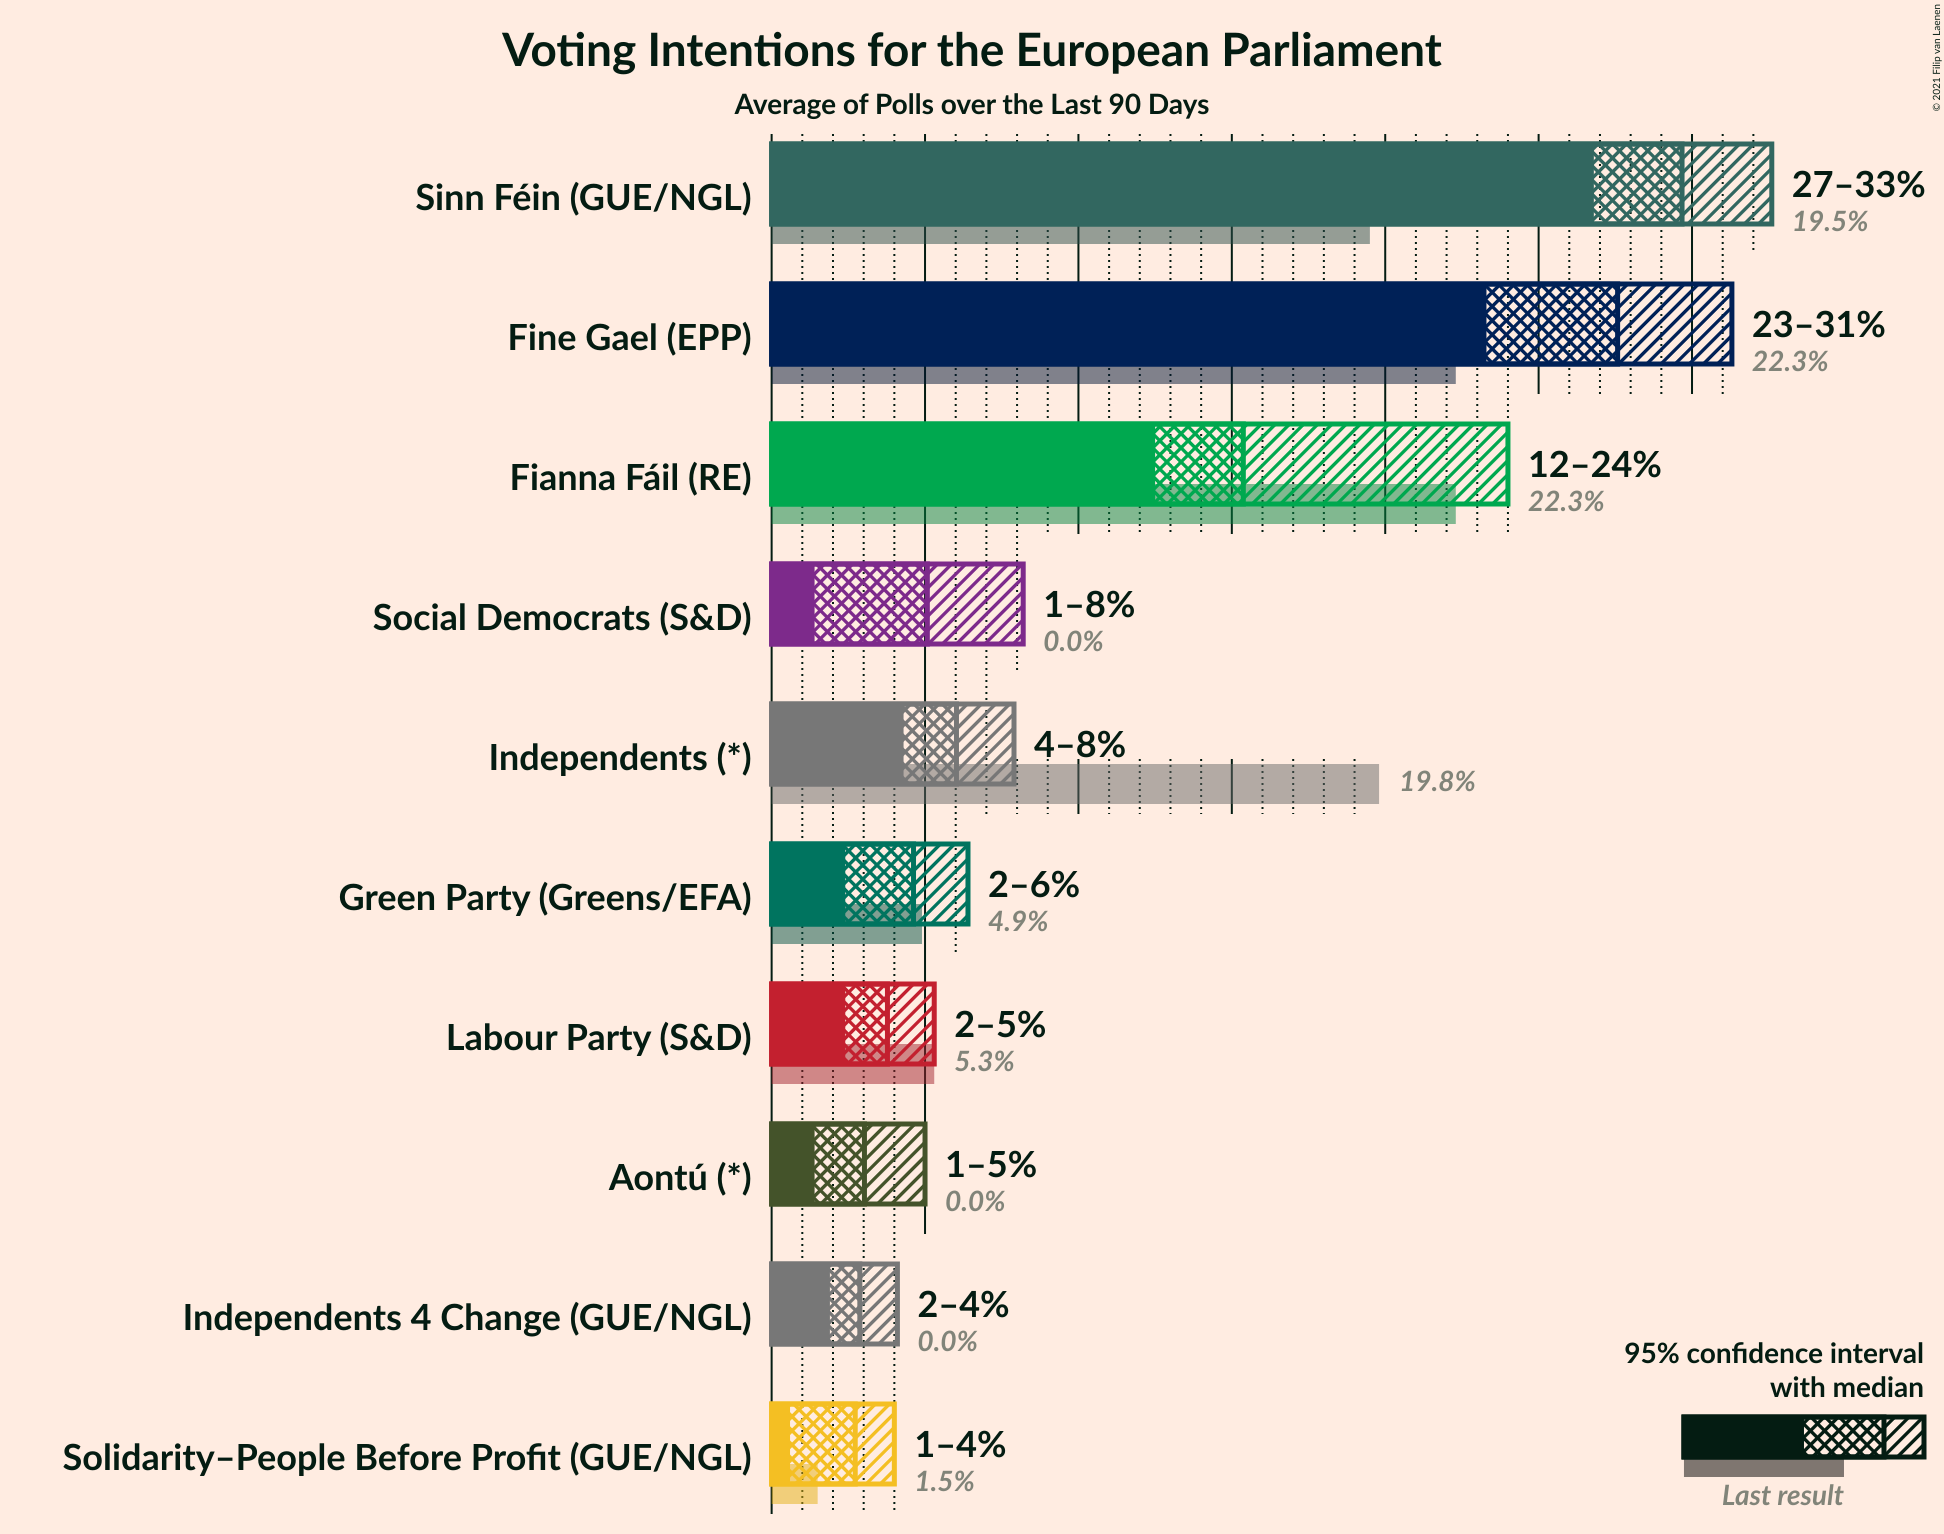 Voting Intentions for the European Parliament
Average of Polls over the Last 90 Days
© 2021 Filip van Laenen
Sinn Féin (GUE/NGL)
27–33%
19.5%
Fine Gael (EPP)
23–31%
22.3%
Fianna Fáil (RE)
12–24%
22.3%
Social Democrats (S&D)
1–8%
0.0%
Independents (*)
4–8%
19.8%
Green Party (Greens/EFA)
2–6%
4.9%
Labour Party (S&D)
2–5%
5.3%
Aontú (*)
1–5%
0.0%
Independents 4 Change (GUE/NGL)
2–4%
0.0%
Solidarity–People Before Profit (GUE/NGL)
1–4%
1.5%
95% confidence interval
with median
Last result